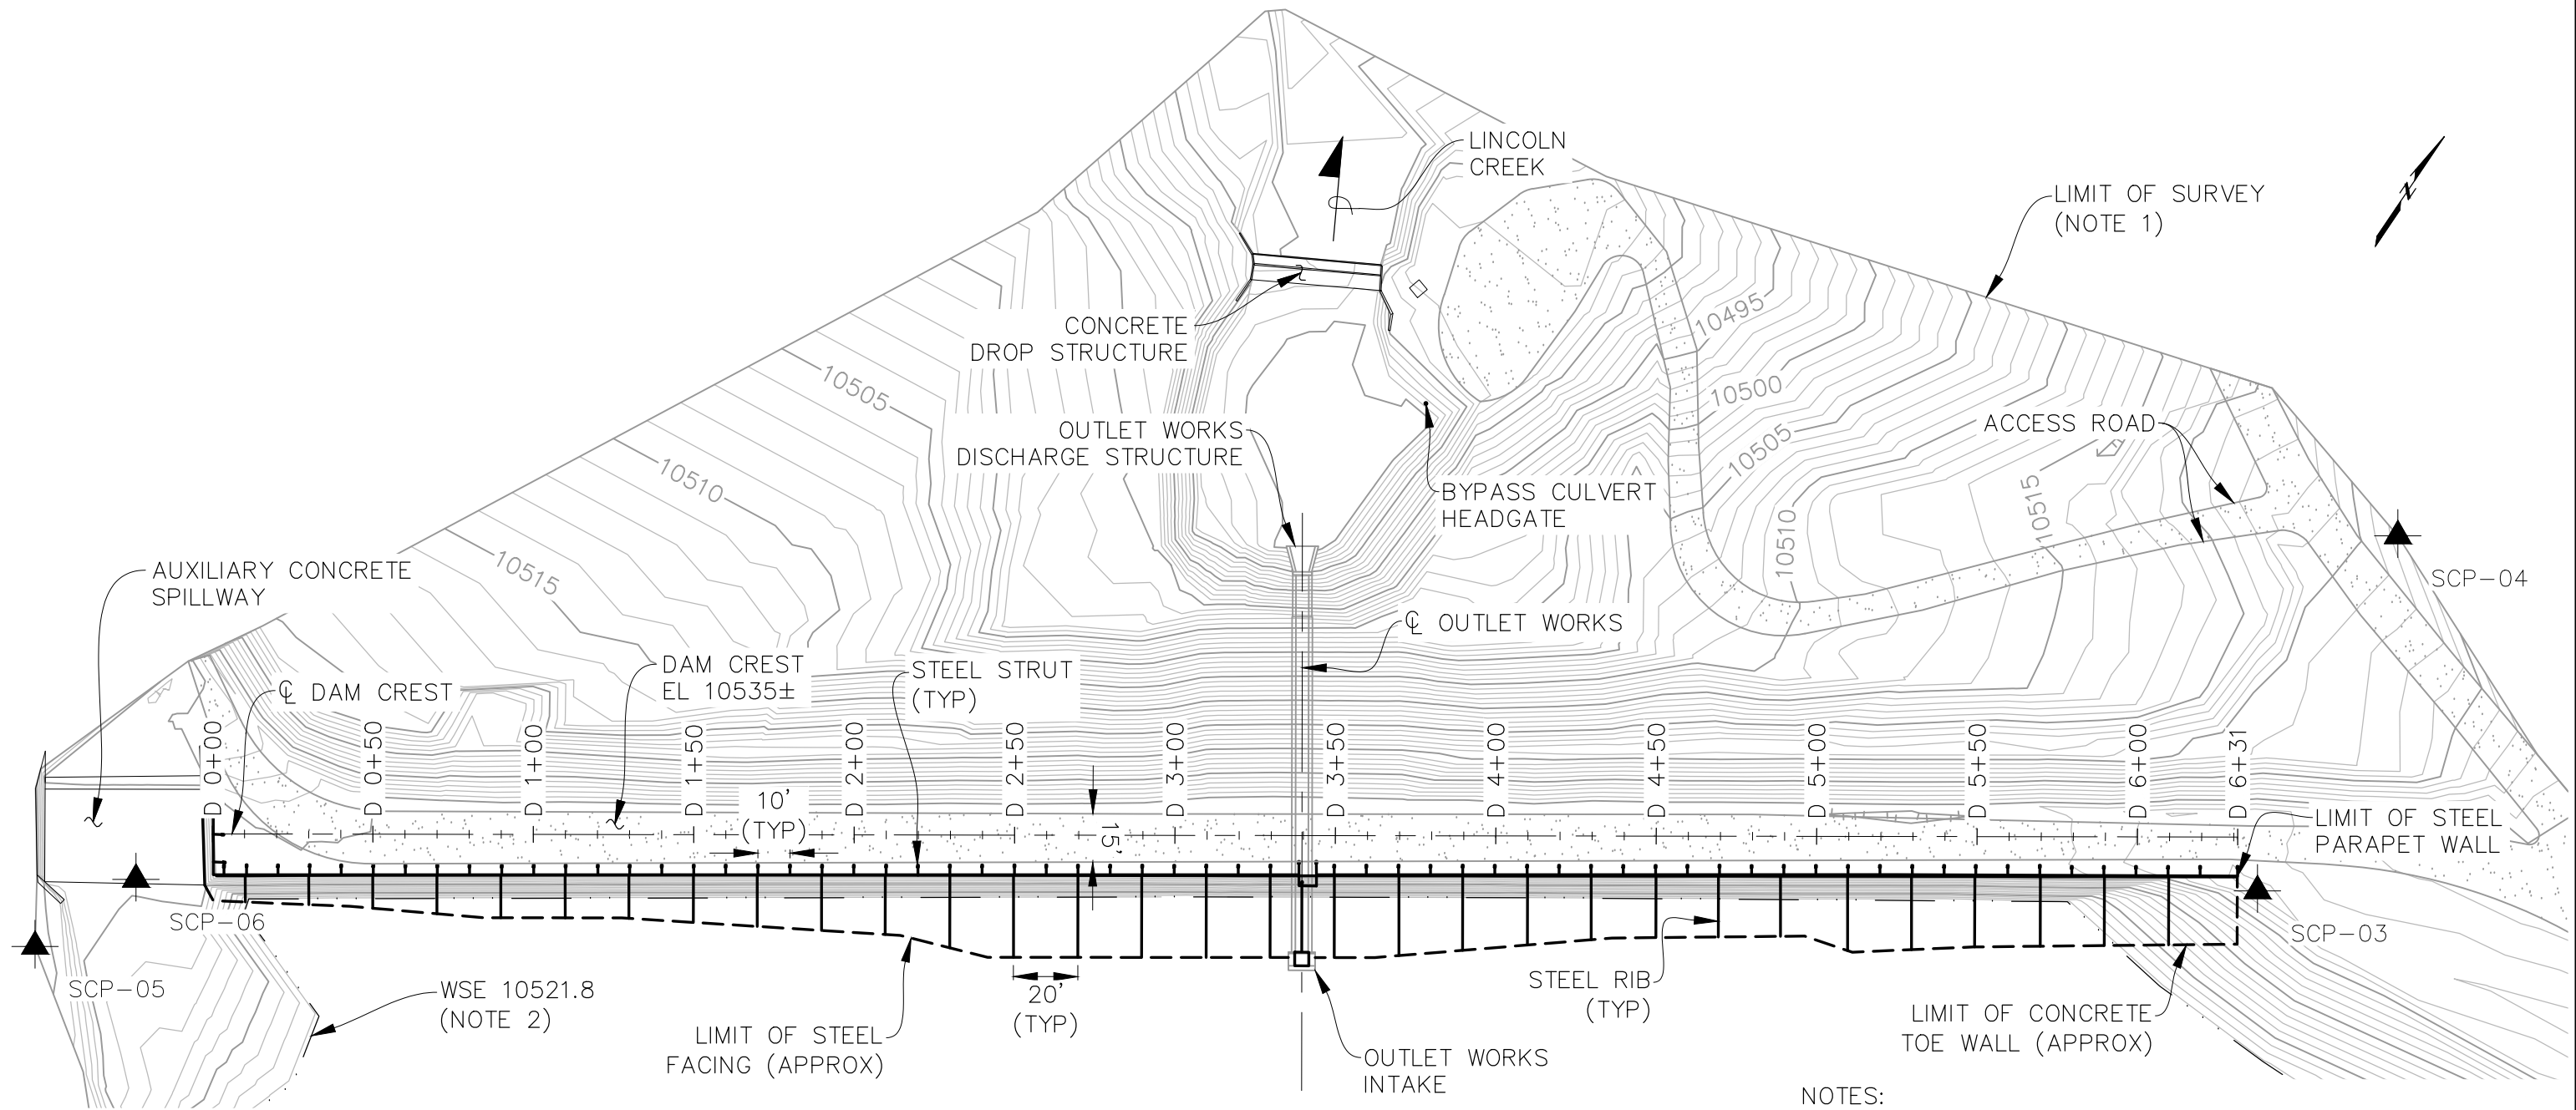 LINCOLN
CREEK
N
LIMIT OF SURVEY
(NOTE 1)
CONCRETE
DROP STRUCTURE
10495
10505
10500
ACCESS ROAD
OUTLET WORKS
DISCHARGE STRUCTURE
10505
10510
BYPASS CULVERT
HEADGATE
10515
10510
10515
AUXILIARY CONCRETE
SPILLWAY
SCP-04
℄ OUTLET WORKS
℄ DAM CREST
DAM CREST
EL 10535±
STEEL STRUT
(TYP)
D 0+00
D 0+50
D 1+00
D 1+50
D 2+00
D 2+50
D 3+00
D 3+50
D 4+00
D 4+50
D 5+00
D 5+50
D 6+00
D 6+31
10'
(TYP)
15'
LIMIT OF STEEL
PARAPET WALL
SCP-06
SCP-03
SCP-05
WSE 10521.8
(NOTE 2)
20'
(TYP)
STEEL RIB
(TYP)
LIMIT OF STEEL
FACING (APPROX)
LIMIT OF CONCRETE
TOE WALL (APPROX)
OUTLET WORKS
INTAKE
NOTES: